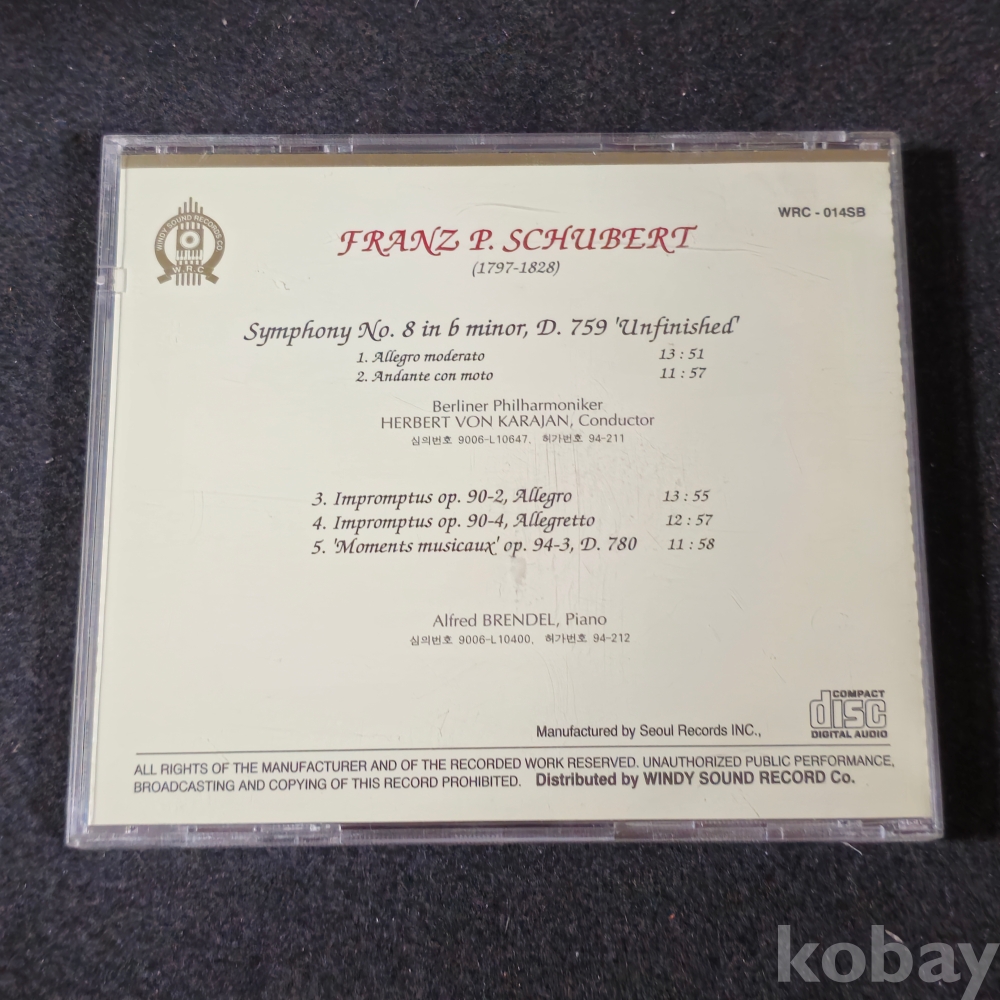 WINDY SOUND RECORDS CO
W.R.C
WRC - 014SB
FRANZ P. SCHUBERT
(1797-1828)
Symphony No. 8 in b minor, D. 759 'Unfinished'
1. Allegro moderato 13 : 51
2. Andante con moto 11 : 57
Berliner Philharmoniker
HERBERT VON KARAJAN, Conductor
심의번호 9006-L10647, 허가번호 94-211
3. Impromptus op. 90-2, Allegro 13 : 55
4. Impromptus op. 90-4, Allegretto 12 : 57
5. 'Moments musicaux' op. 94-3, D. 780 11 : 58
Alfred BRENDEL, Piano
심의번호 9006-L10400, 허가번호 94-212
COMPACT
disc
DIGITAL AUDIO
Manufactured by Seoul Records INC.,
ALL RIGHTS OF THE MANUFACTURER AND OF THE RECORDED WORK RESERVED. UNAUTHORIZED PUBLIC PERFORMANCE,
BROADCASTING AND COPYING OF THIS RECORD PROHIBITED. Distributed by WINDY SOUND RECORD Co.
kobay